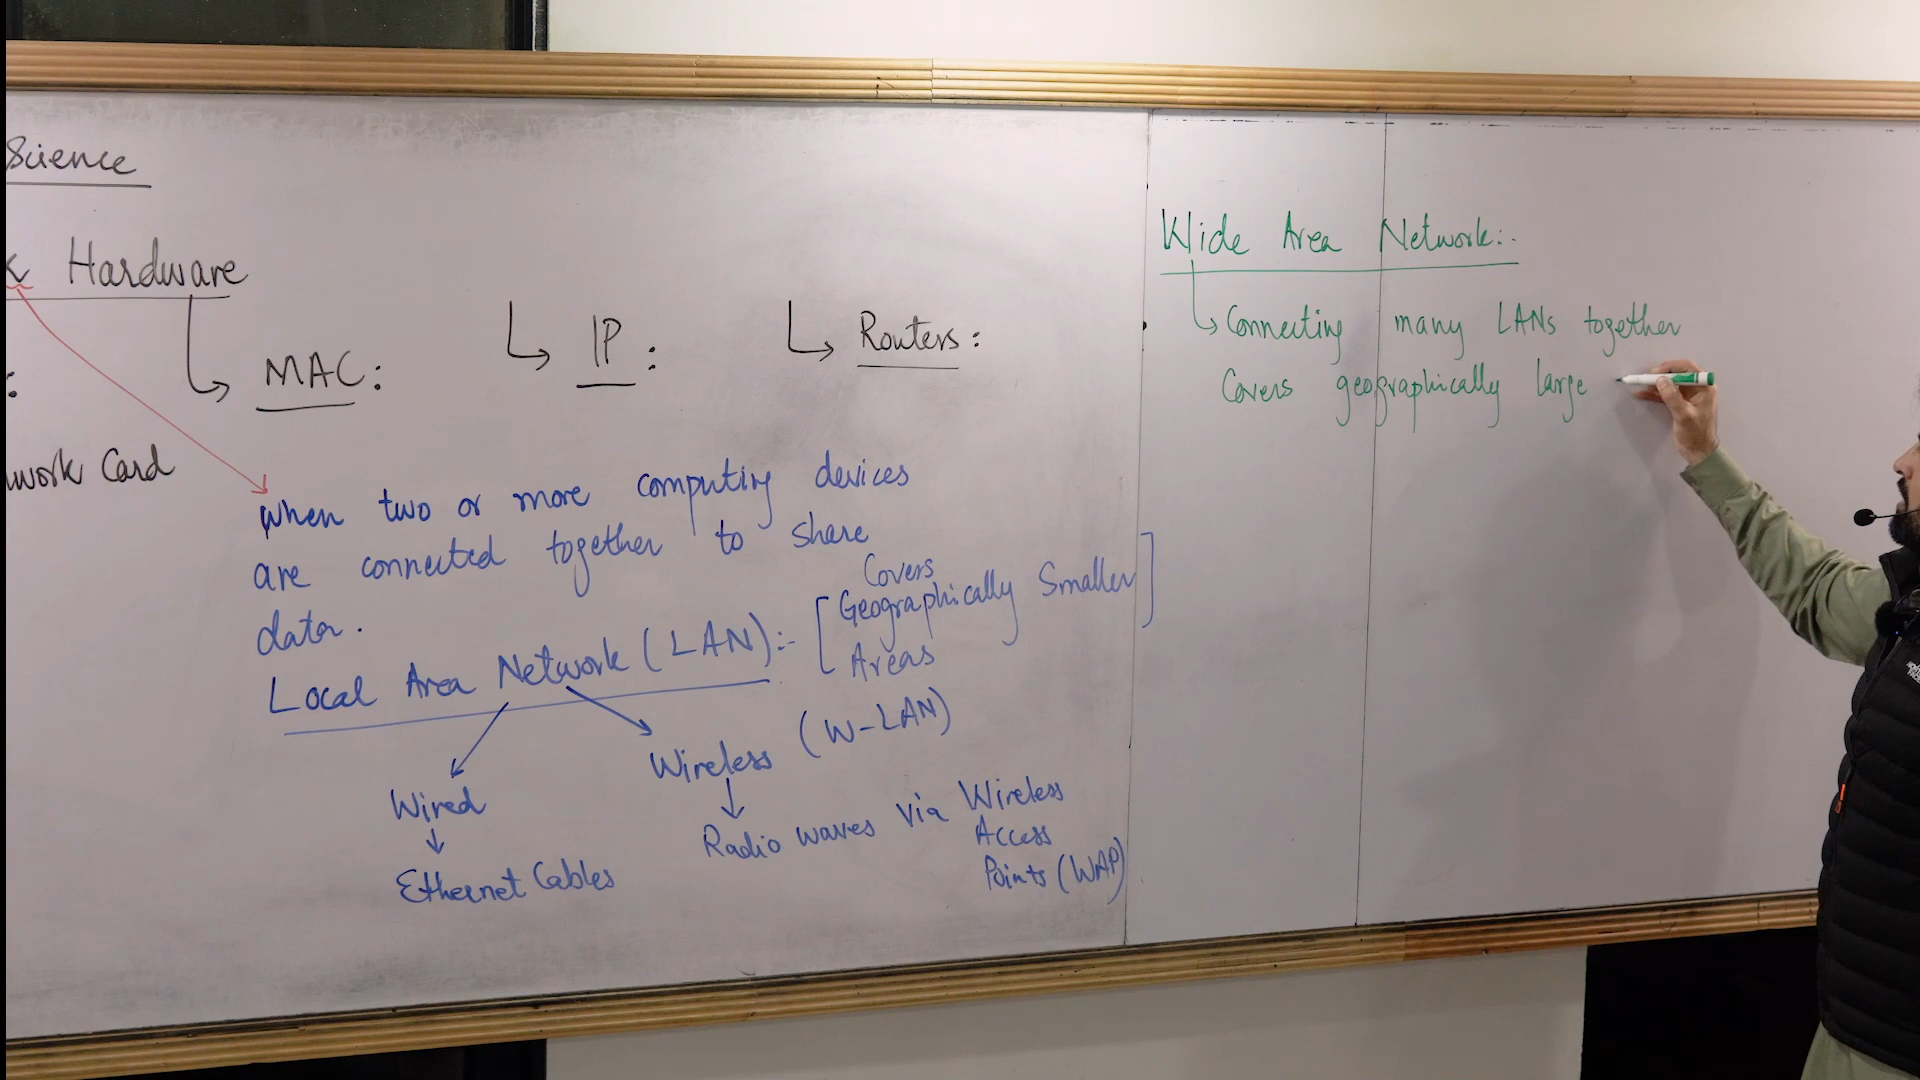 Science
Hardware
MAC:
IP:
Routers:
work Card
When two or more computing devices
are connected together to share
data.
Local Area Network (LAN):- [Covers
Geographically Smaller
Areas]
Wired
Ethernet Cables
Wireless (W-LAN)
Radio waves via Wireless
Access
Points (WAP)
Wide Area Network:-
Connecting many LANs together
Covers geographically large